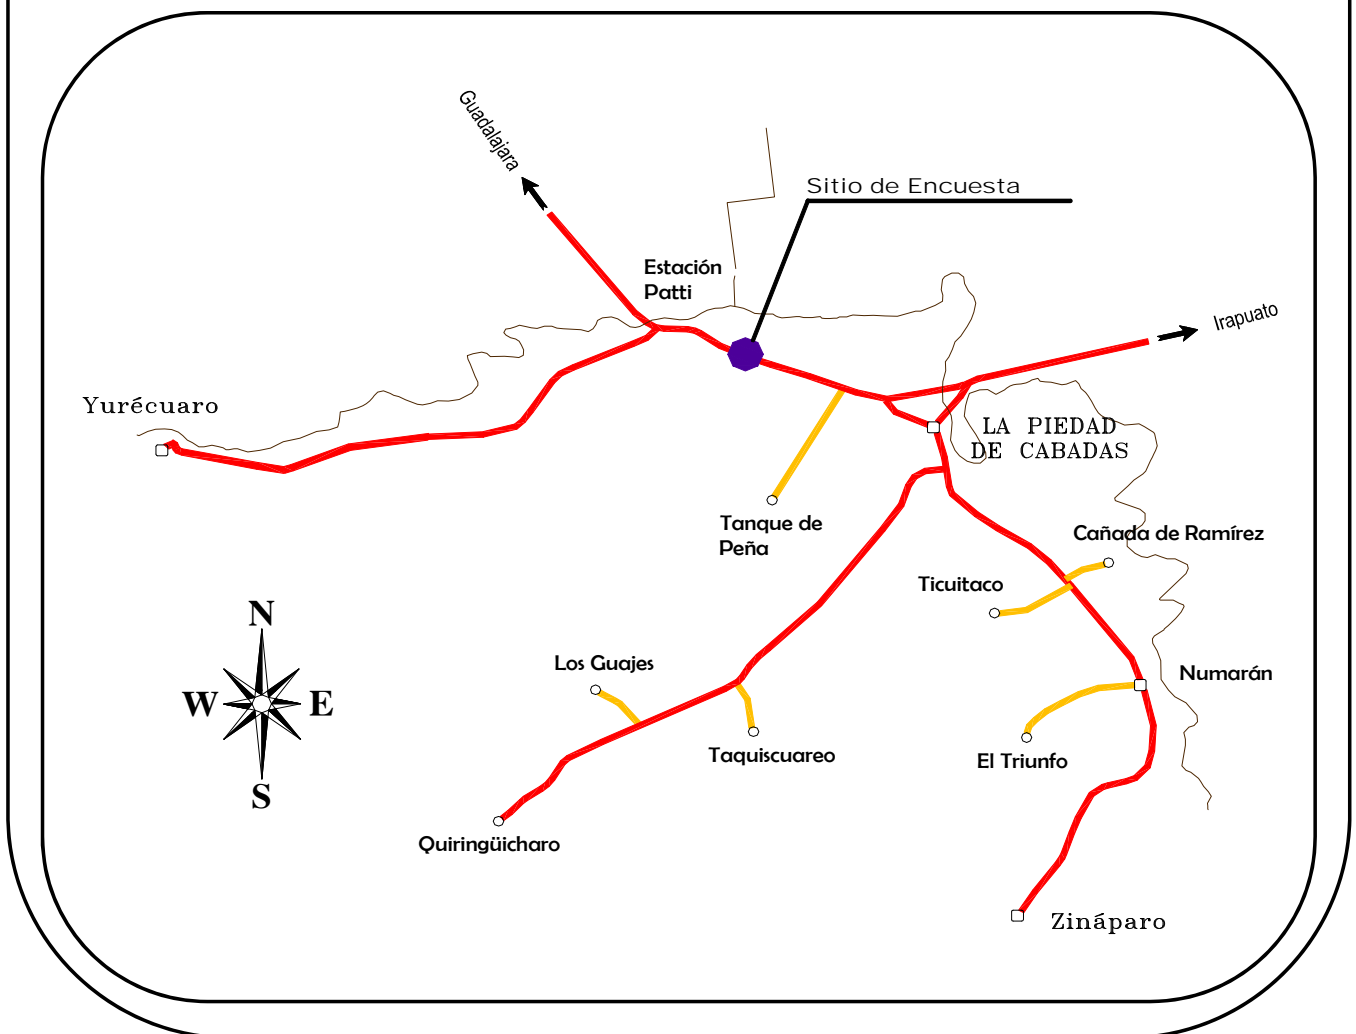 Guadalajara
Sitio de Encuesta
Estación
Patti
Irapuato
Yurécuaro
LA PIEDAD
DE CABADAS
Tanque de
Peña
Cañada de Ramírez
Ticuitaco
N
W E
S
Los Guajes
Numarán
Taquiscuareo
El Triunfo
Quiringüicharo
Zináparo